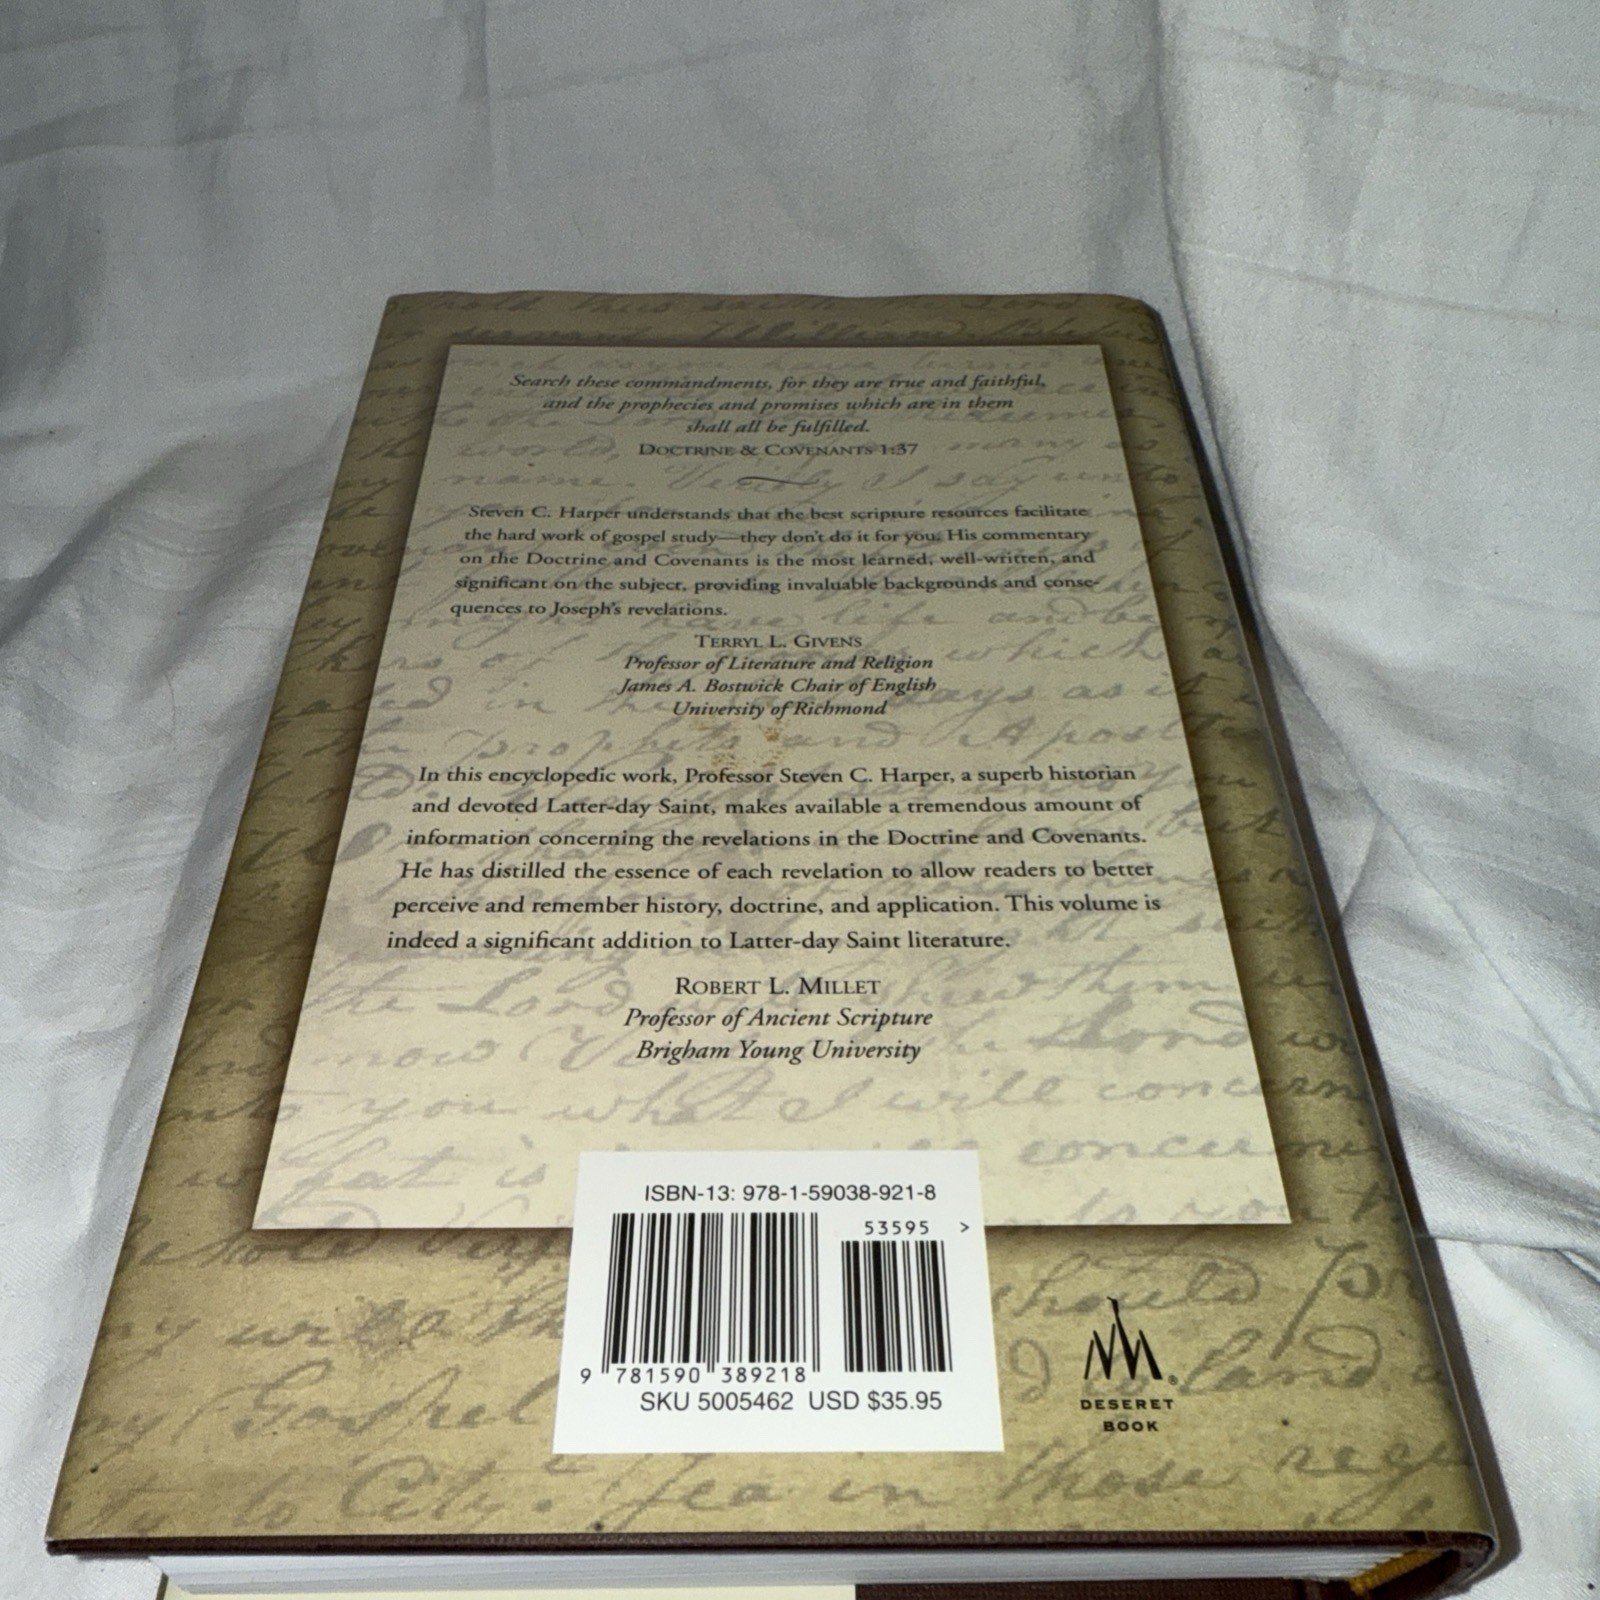 Search these commandments, for they are true and faithful,
and the prophecies and promises which are in them
shall all be fulfilled.
DOCTRINE & COVENANTS 1:37
Steven C. Harper understands that the best scripture resources facilitate
the hard work of gospel study—they don't do it for you. His commentary
on the Doctrine and Covenants is the most learned, well-written, and
significant on the subject, providing invaluable backgrounds and conse-
quences to Joseph's revelations.
TERRYL L. GIVENS
Professor of Literature and Religion
James A. Bostwick Chair of English
University of Richmond
In this encyclopedic work, Professor Steven C. Harper, a superb historian
and devoted Latter-day Saint, makes available a tremendous amount of
information concerning the revelations in the Doctrine and Covenants.
He has distilled the essence of each revelation to allow readers to better
perceive and remember history, doctrine, and application. This volume is
indeed a significant addition to Latter-day Saint literature.
ROBERT L. MILLET
Professor of Ancient Scripture
Brigham Young University
ISBN-13: 978-1-59038-921-8
53595 >
9 781590 389218
SKU 5005462 USD $35.95
DESERET
BOOK